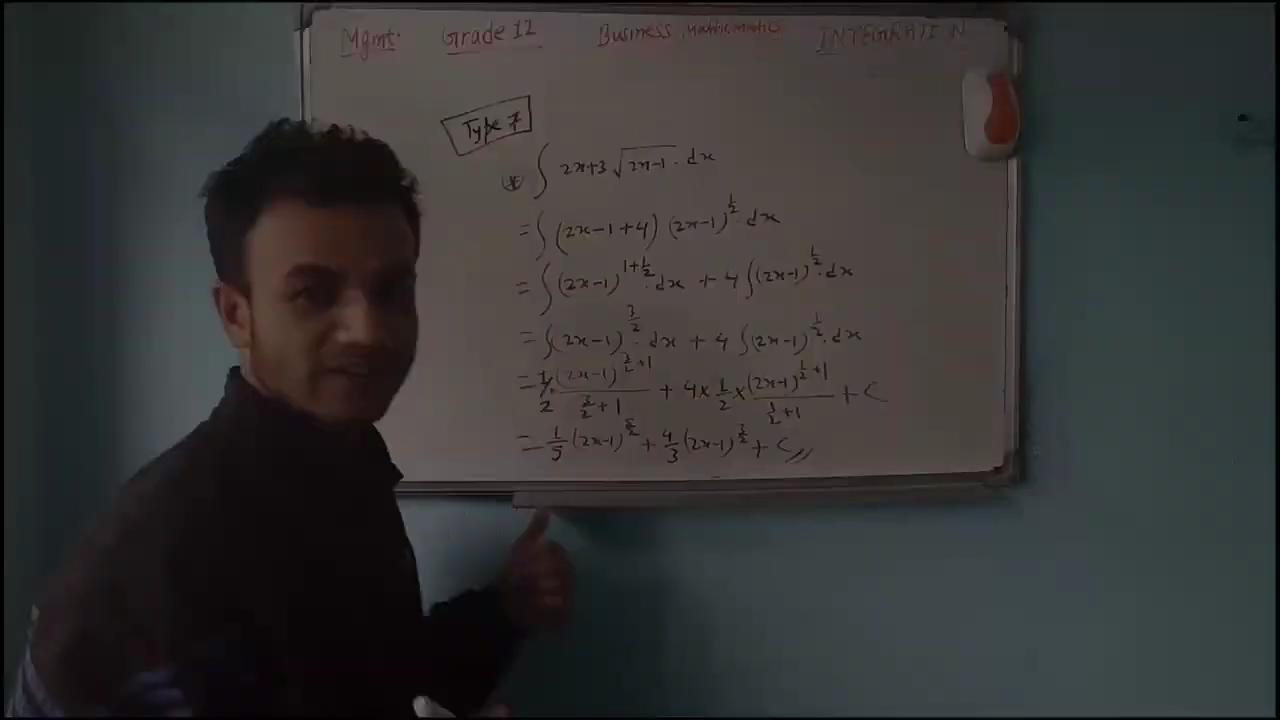 Mgmt. Grade 12 Business Mathematics INTEGRATION
Type 7
* ∫ 2x+3 √(2x-1) · dx
= ∫ (2x-1+4) (2x-1)^(1/2) · dx
= ∫ (2x-1)^(1+1/2) · dx + 4 ∫ (2x-1)^(1/2) · dx
= ∫ (2x-1)^(3/2) · dx + 4 ∫ (2x-1)^(1/2) · dx
= 1/2 · (2x-1)^(3/2+1) / (3/2+1) + 4 × 1/2 × (2x-1)^(1/2+1) / (1/2+1) + C
= 1/5 (2x-1)^(5/2) + 4/3 (2x-1)^(3/2) + C //